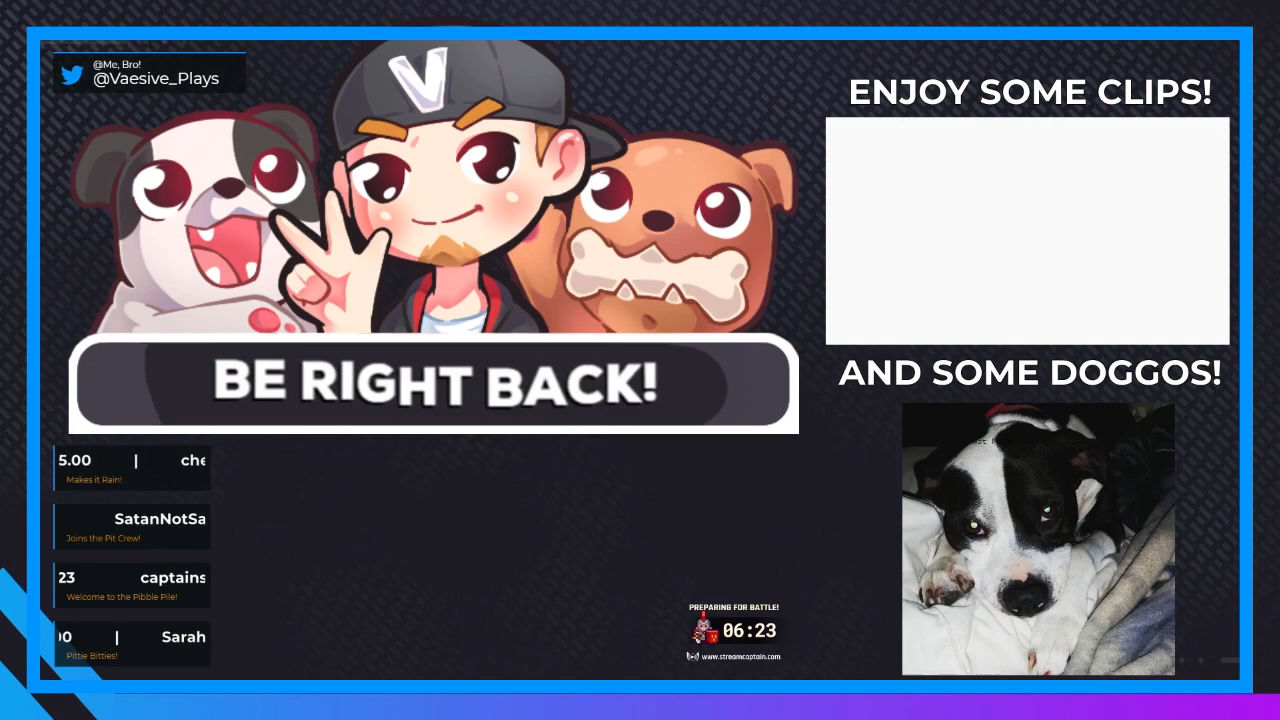 @Me, Bro!
@Vaesive_Plays
V
BE RIGHT BACK!
ENJOY SOME CLIPS!
AND SOME DOGGOS!
5.00 | che
Makes it Rain!
SatanNotSa
Joins the Pit Crew!
23 captains
Welcome to the Pibble Pile!
00 | Sarah
Pittie Bitties!
PREPARING FOR BATTLE!
06:23
www.streamcaptain.com